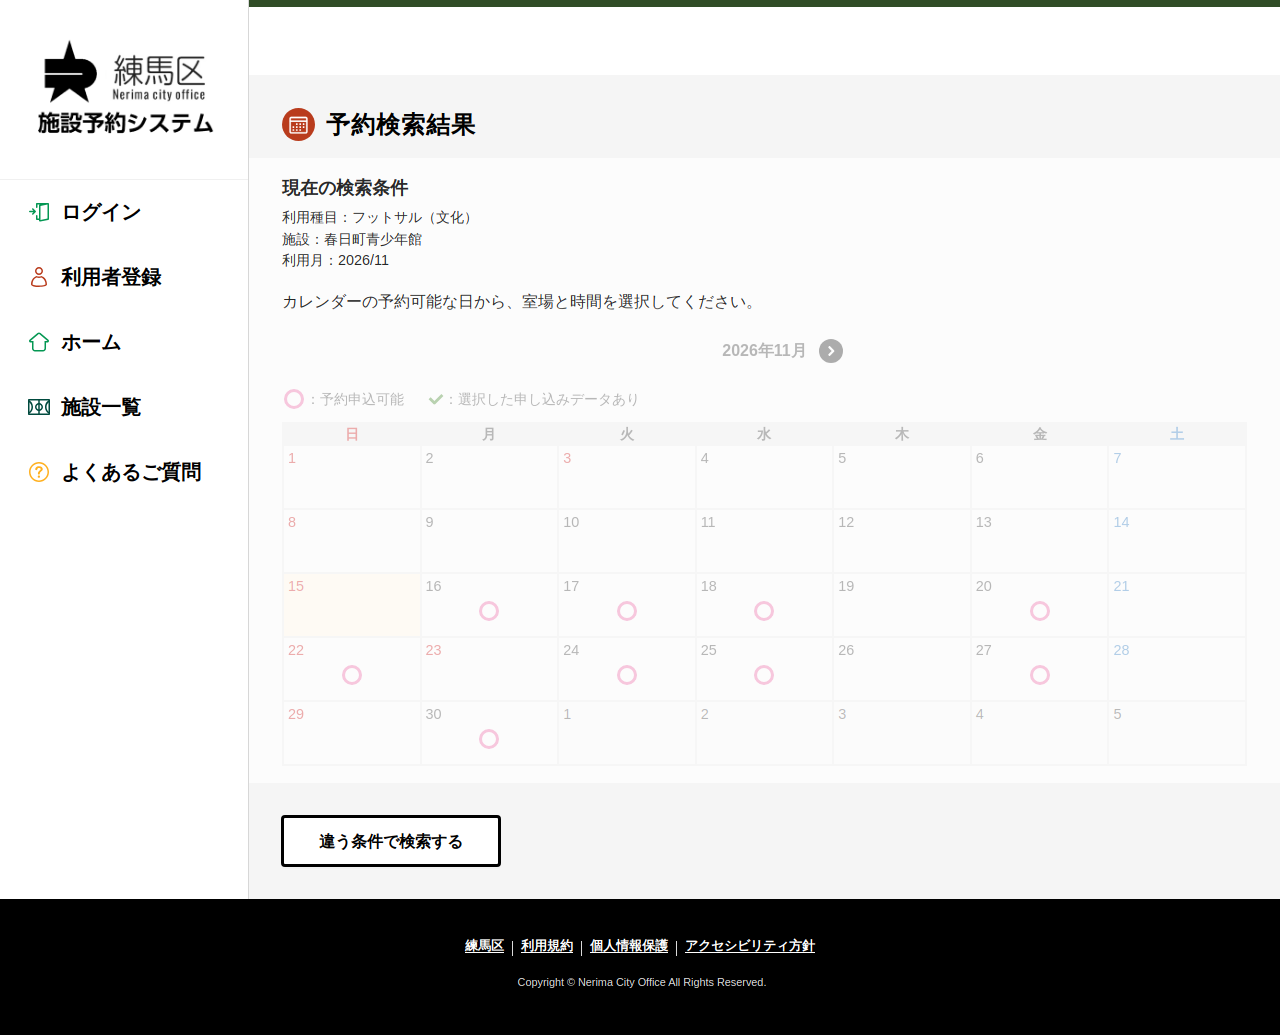 練馬区
Nerima city office
施設予約システム
ログイン
利用者登録
ホーム
施設一覧
よくあるご質問
予約検索結果
現在の検索条件
利用種目：フットサル（文化）
施設：春日町青少年館
利用月：2026/11
カレンダーの予約可能な日から、室場と時間を選択してください。
2026年11月
：予約申込可能 ：選択した申し込みデータあり
日 月 火 水 木 金 土
1 2 3 4 5 6 7
8 9 10 11 12 13 14
15 16 17 18 19 20 21
22 23 24 25 26 27 28
29 30 1 2 3 4 5
違う条件で検索する
練馬区 | 利用規約 | 個人情報保護 | アクセシビリティ方針
Copyright © Nerima City Office All Rights Reserved.